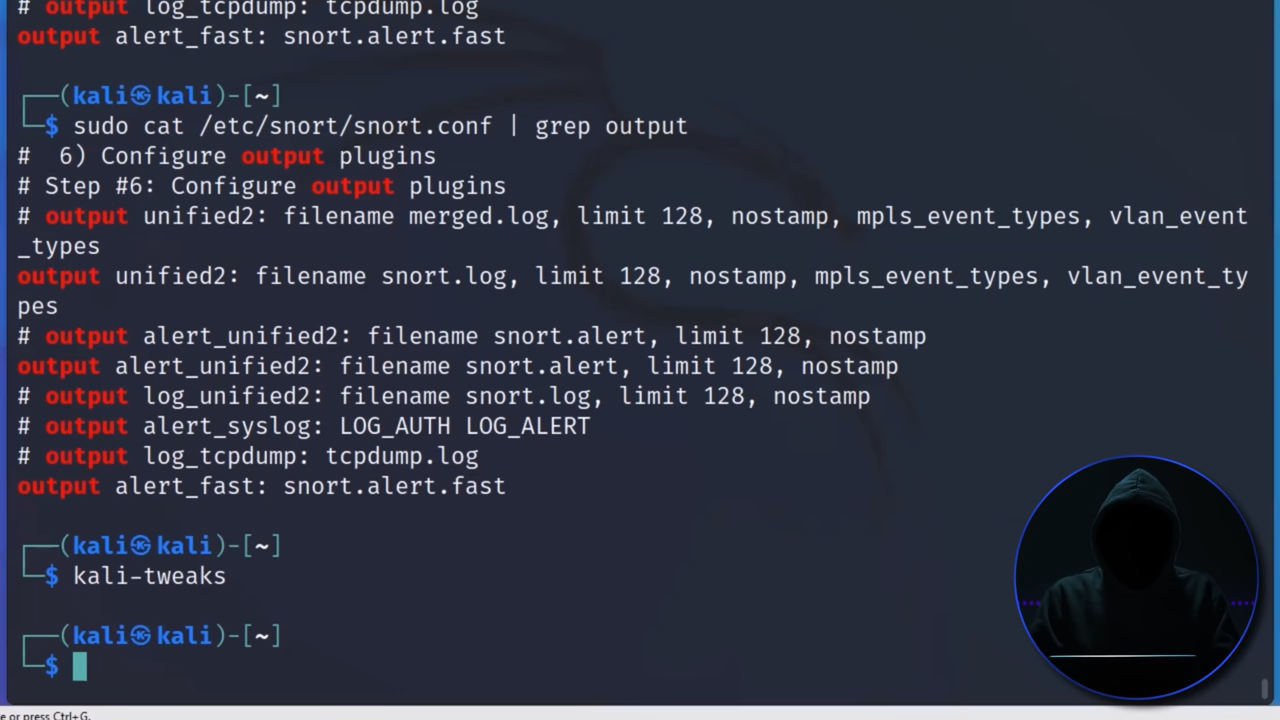 # output log_tcpdump: tcpdump.log
output alert_fast: snort.alert.fast
┌──(kali㉿kali)-[~]
└─$ sudo cat /etc/snort/snort.conf | grep output
#  6) Configure output plugins
# Step #6: Configure output plugins
# output unified2: filename merged.log, limit 128, nostamp, mpls_event_types, vlan_event
_types
output unified2: filename snort.log, limit 128, nostamp, mpls_event_types, vlan_event_ty
pes
# output alert_unified2: filename snort.alert, limit 128, nostamp
output alert_unified2: filename snort.alert, limit 128, nostamp
# output log_unified2: filename snort.log, limit 128, nostamp
# output alert_syslog: LOG_AUTH LOG_ALERT
# output log_tcpdump: tcpdump.log
output alert_fast: snort.alert.fast
┌──(kali㉿kali)-[~]
└─$ kali-tweaks
┌──(kali㉿kali)-[~]
└─$
e or press Ctrl+G.